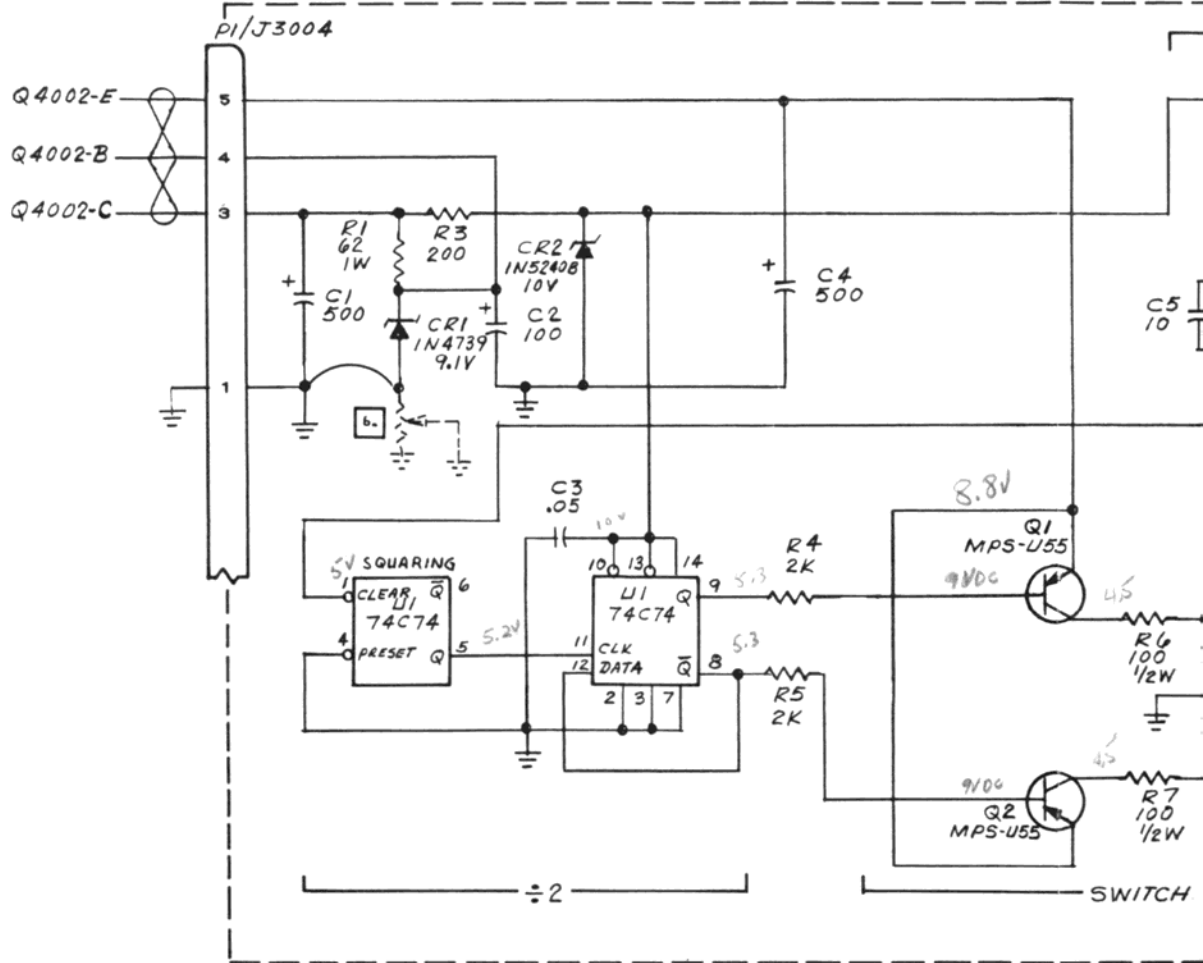 P1/J3004
Q4002-E
5
Q4002-B
4
Q4002-C
3
R1
62
1W
R3
200
CR2
1N5240B
10V
+
C1
500
CR1
1N4739
9.1V
+
C2
100
+
C4
500
C5
10
1
6.
C3
.05
10V
8.8V
5V
SQUARING
1
CLEAR
Q
6
U1
74C74
4
PRESET
Q
5
5.2V
10
13
14
U1
74C74
Q
9
5.3
R4
2K
11
CLK
12
DATA
Q
8
5.3
2
3
7
R5
2K
Q1
MPS-U55
9VDC
4.5
R6
100
1/2W
9VDC
Q2
MPS-U55
4.5
R7
100
1/2W
÷2
SWITCH